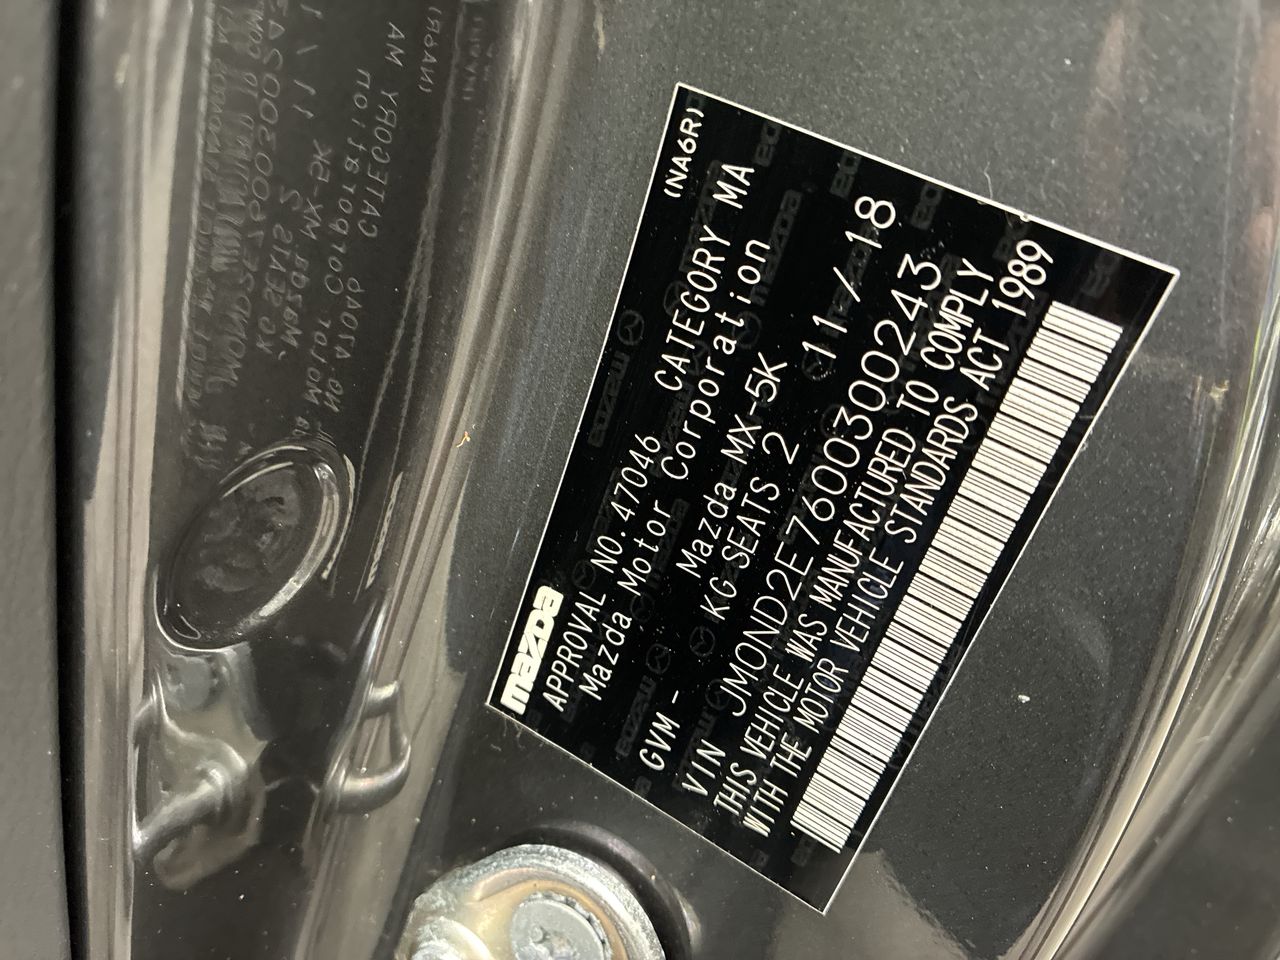 mazda (NA6R)
APPROVAL NO.47046 CATEGORY MA
Mazda Motor Corporation
Mazda MX-5K 11/18
GVM - KG SEATS 2
VIN JM0ND2E7600300243
THIS VEHICLE WAS MANUFACTURED TO COMPLY
WITH THE MOTOR VEHICLE STANDARDS ACT 1989